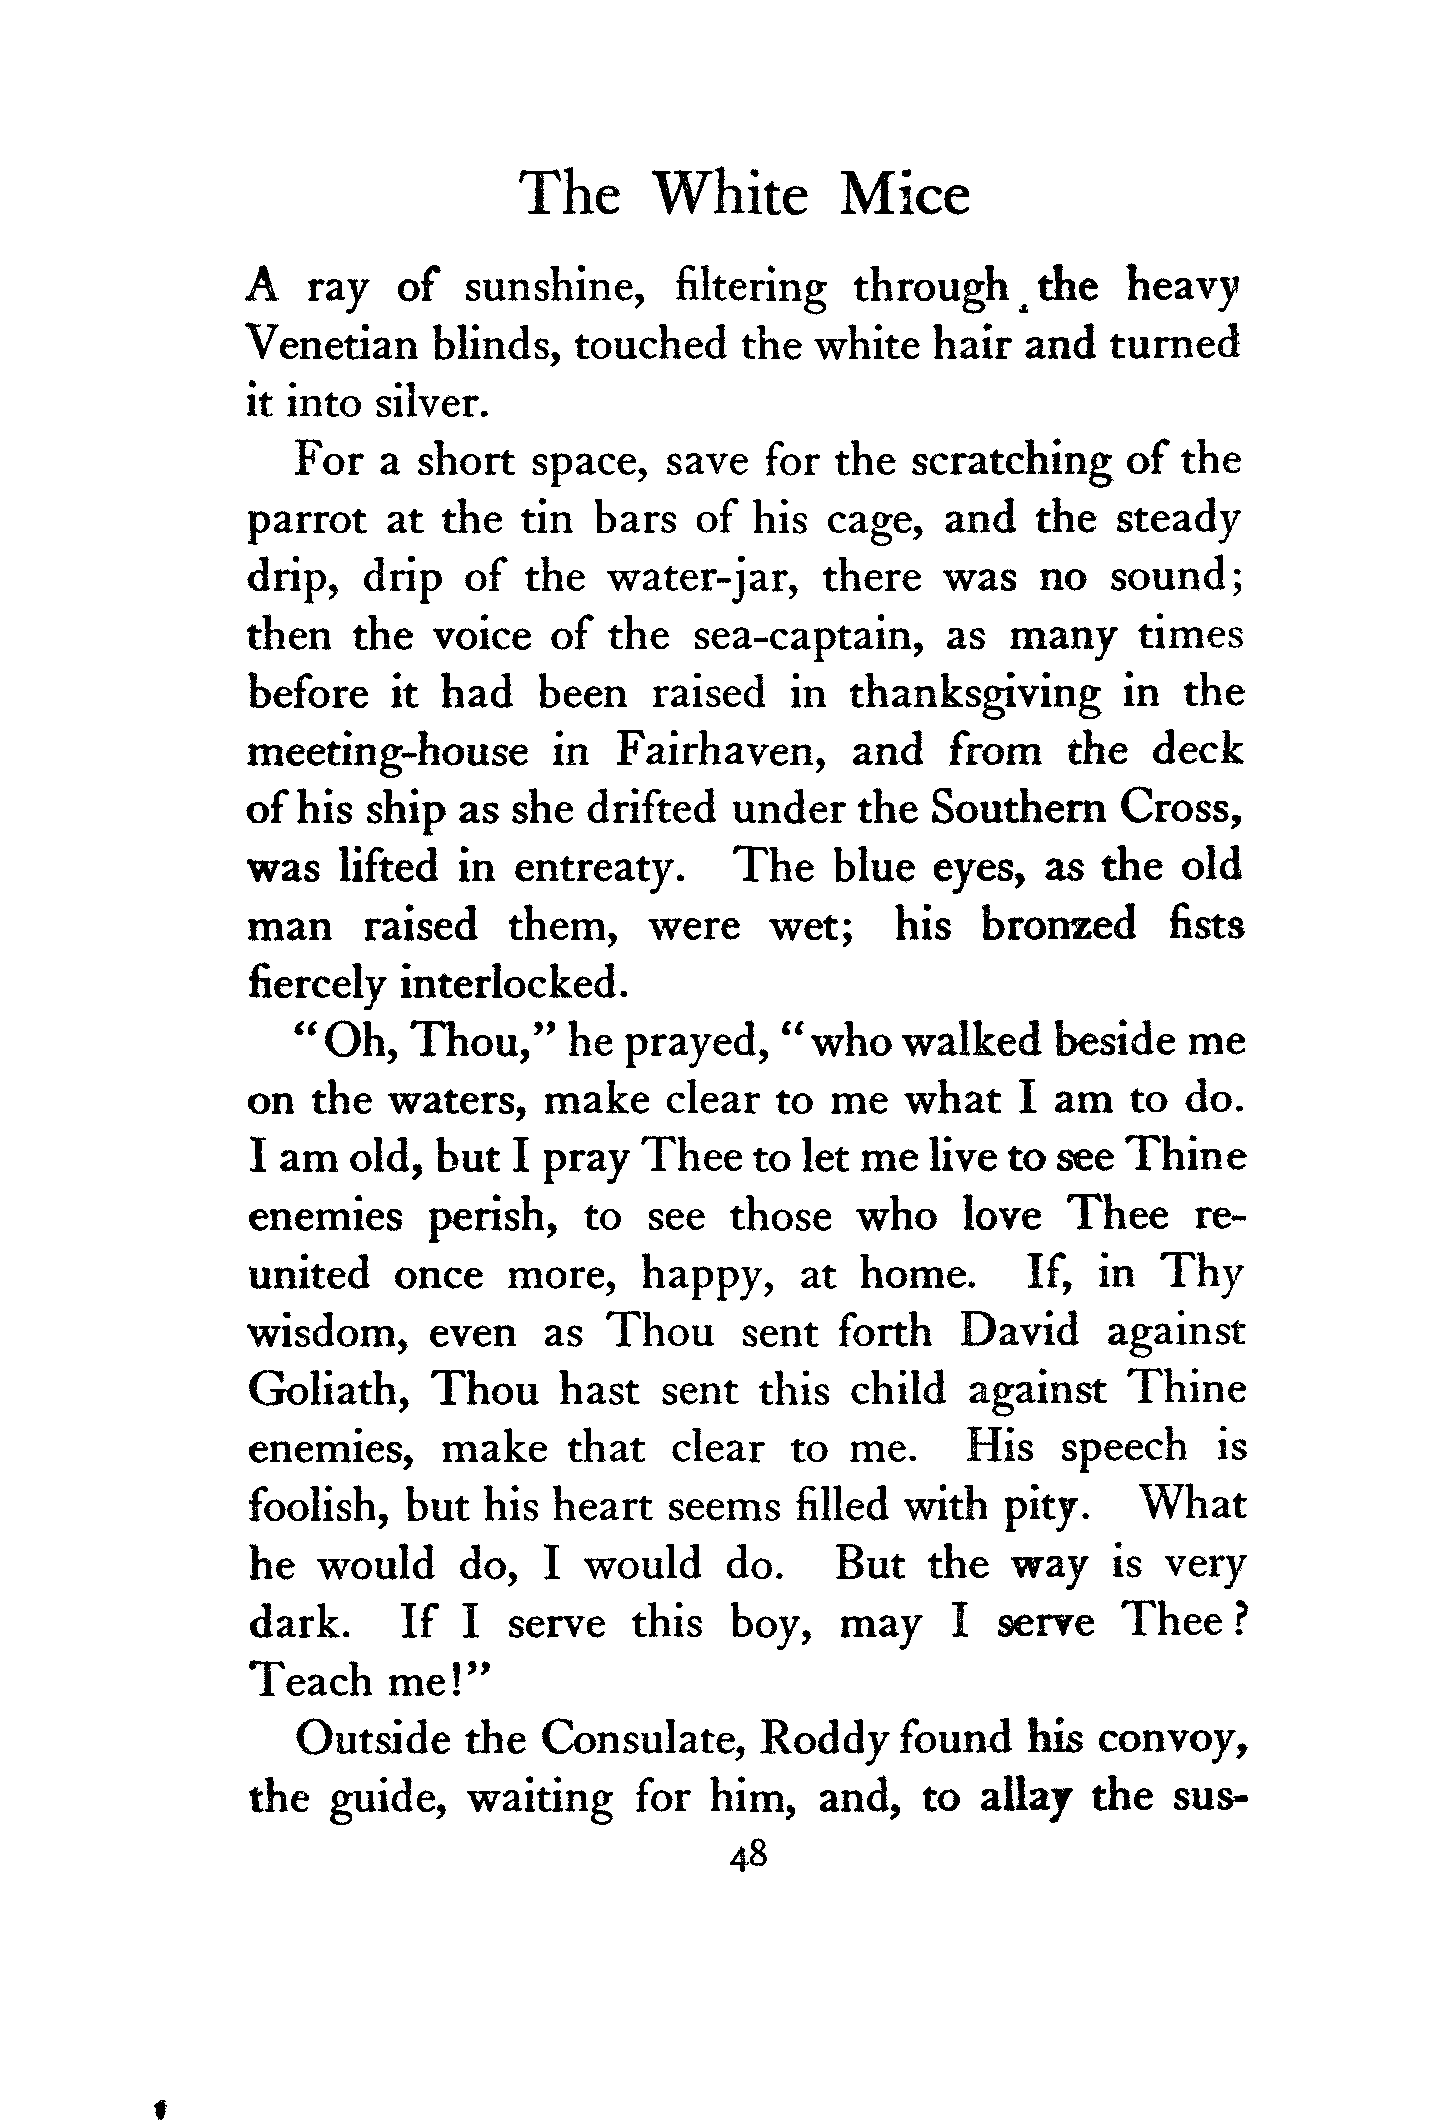 The White Mice
A ray of sunshine, filtering through the heavy
Venetian blinds, touched the white hair and turned
it into silver.
For a short space, save for the scratching of the
parrot at the tin bars of his cage, and the steady
drip, drip of the water-jar, there was no sound;
then the voice of the sea-captain, as many times
before it had been raised in thanksgiving in the
meeting-house in Fairhaven, and from the deck
of his ship as she drifted under the Southern Cross,
was lifted in entreaty. The blue eyes, as the old
man raised them, were wet; his bronzed fists
fiercely interlocked.
"Oh, Thou," he prayed, "who walked beside me
on the waters, make clear to me what I am to do.
I am old, but I pray Thee to let me live to see Thine
enemies perish, to see those who love Thee re-
united once more, happy, at home. If, in Thy
wisdom, even as Thou sent forth David against
Goliath, Thou hast sent this child against Thine
enemies, make that clear to me. His speech is
foolish, but his heart seems filled with pity. What
he would do, I would do. But the way is very
dark. If I serve this boy, may I serve Thee?
Teach me!"
Outside the Consulate, Roddy found his convoy,
the guide, waiting for him, and, to allay the sus-
48